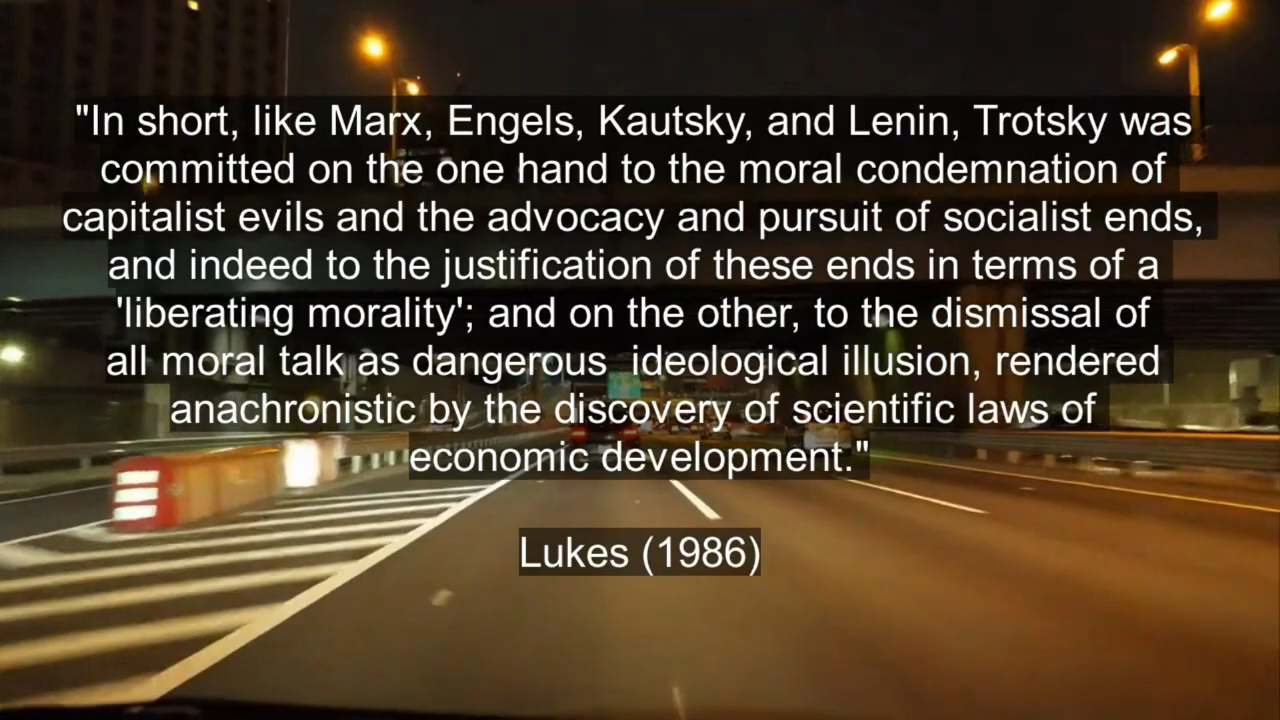 "In short, like Marx, Engels, Kautsky, and Lenin, Trotsky was
committed on the one hand to the moral condemnation of
capitalist evils and the advocacy and pursuit of socialist ends,
and indeed to the justification of these ends in terms of a
'liberating morality'; and on the other, to the dismissal of
all moral talk as dangerous  ideological illusion, rendered
anachronistic by the discovery of scientific laws of
economic development."
Lukes (1986)